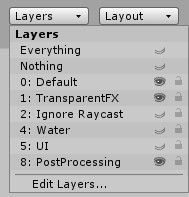 Layers Layout
Layers
Everything
Nothing
0: Default
1: TransparentFX
2: Ignore Raycast
4: Water
5: UI
8: PostProcessing
Edit Layers...